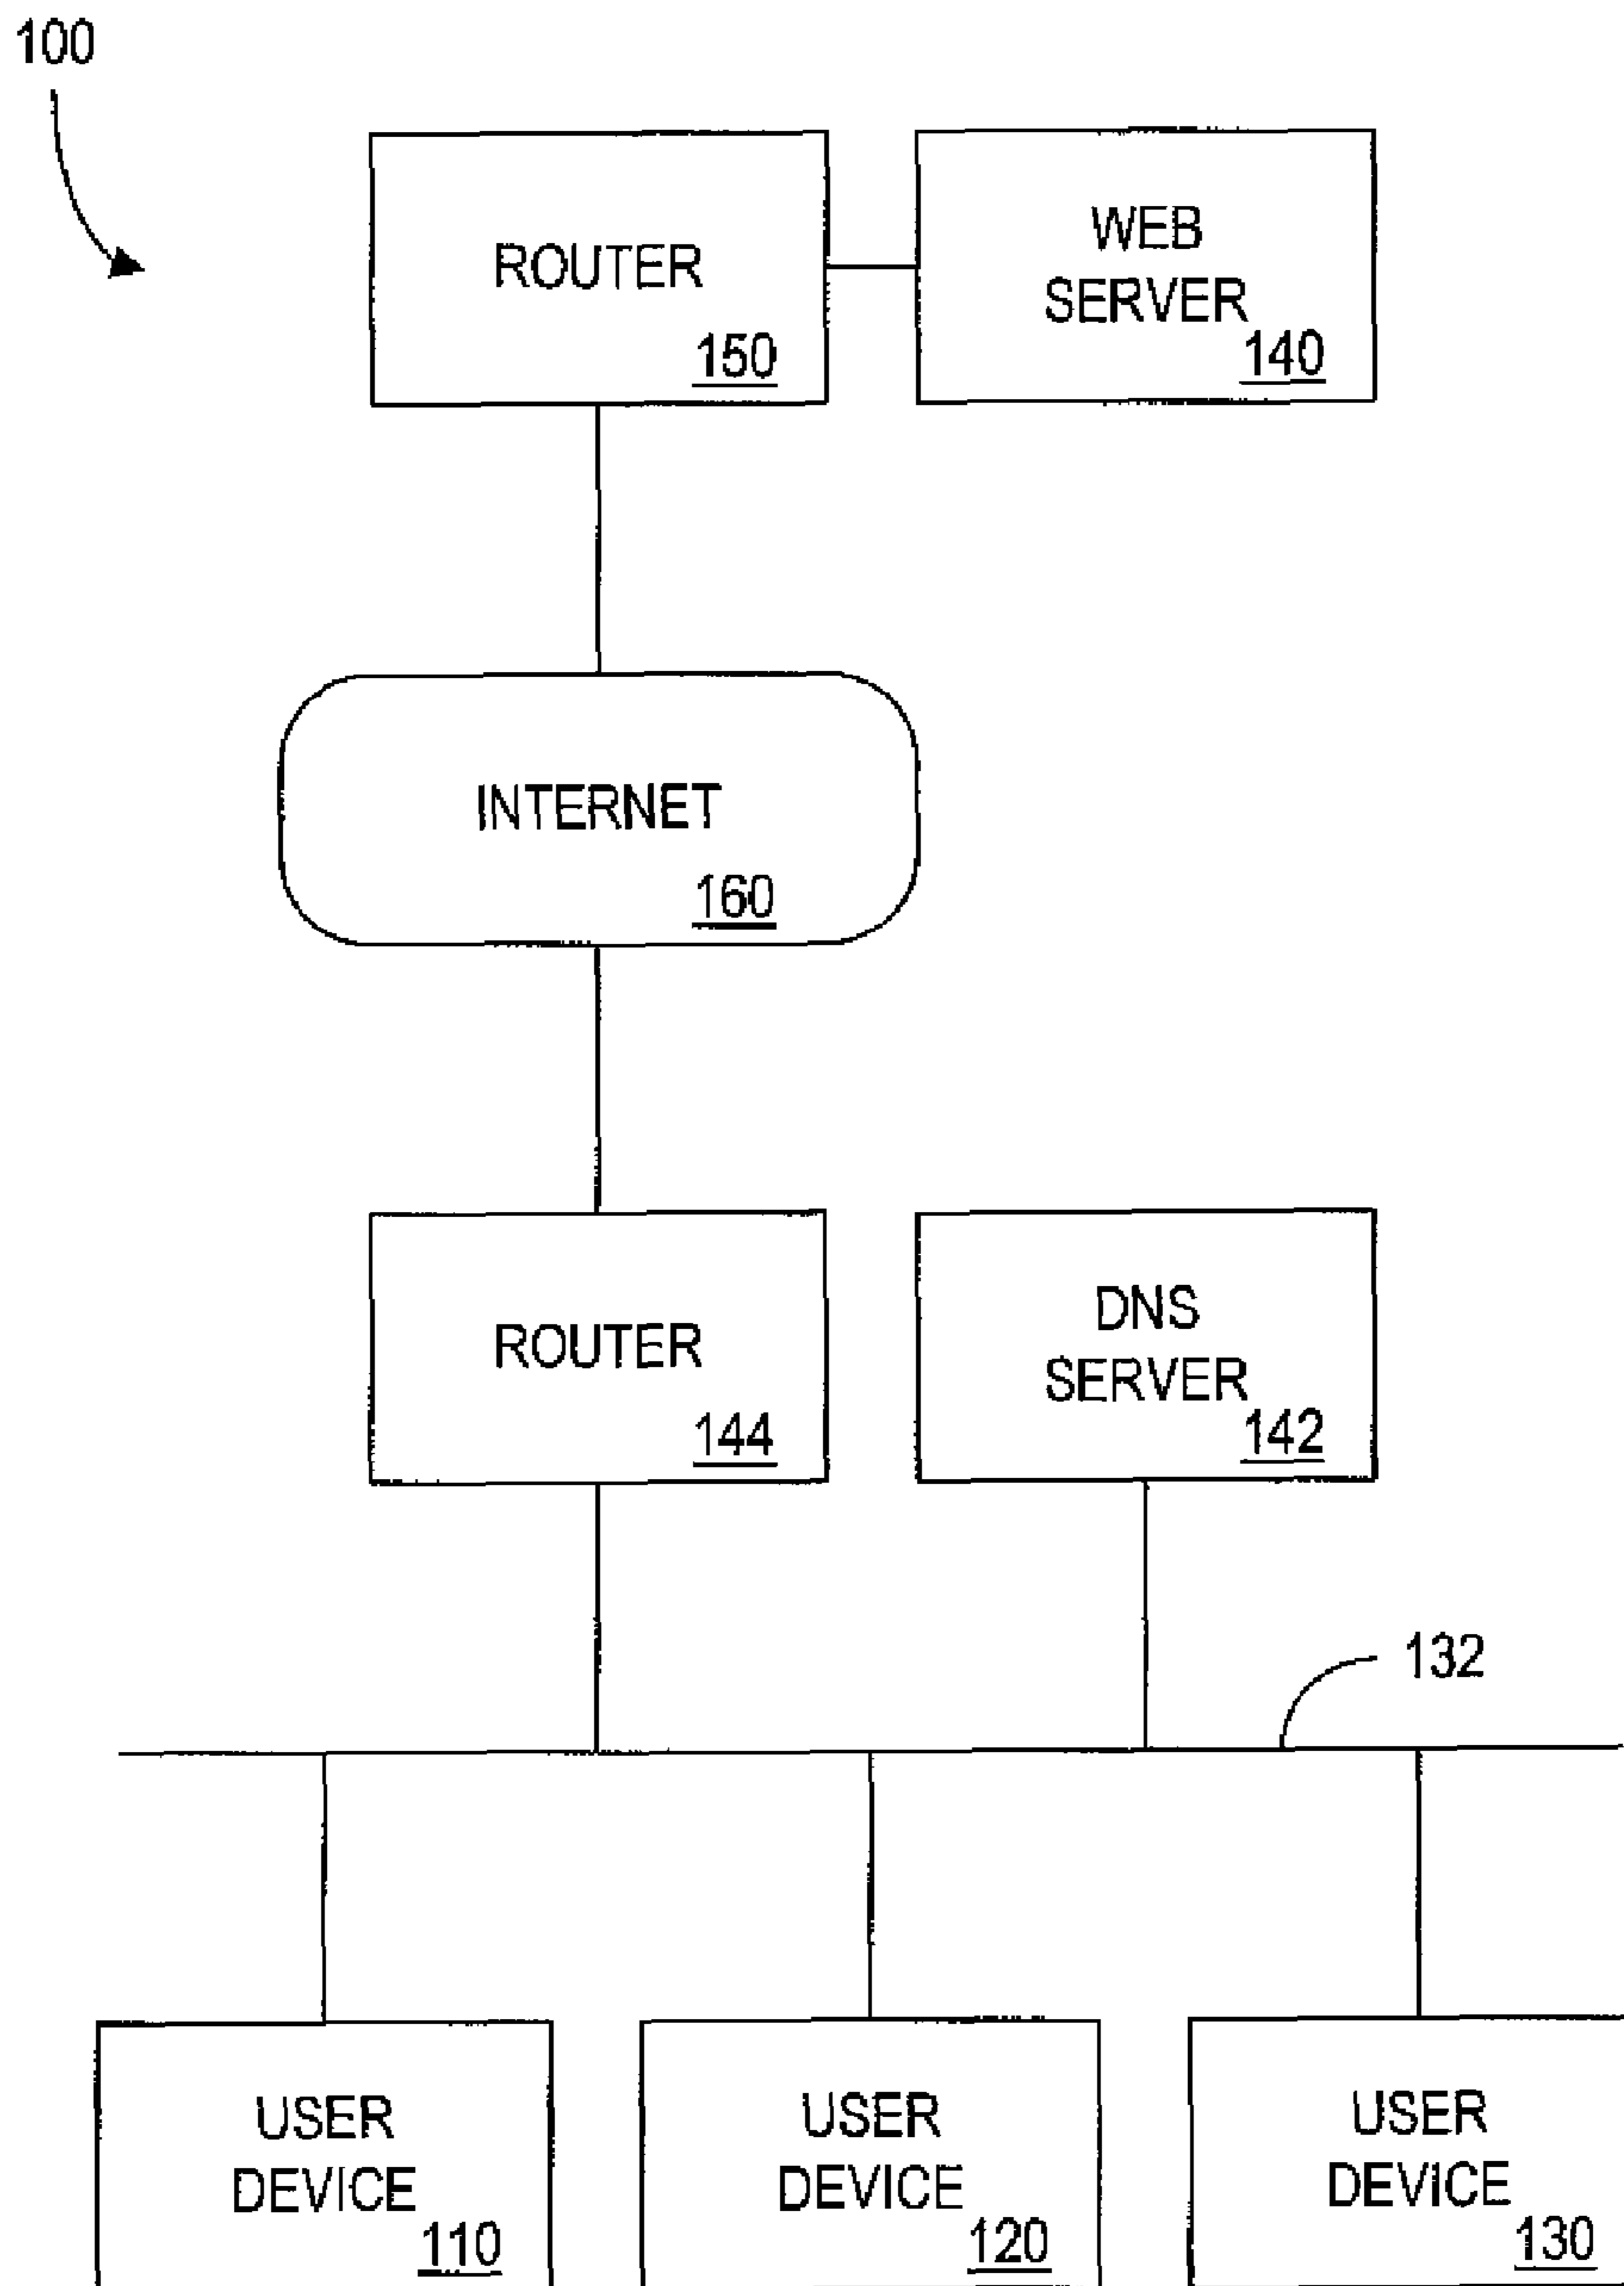 100
ROUTER
150
WEB
SERVER
140
INTERNET
160
ROUTER
144
DNS
SERVER
142
132
USER
DEVICE
110
USER
DEVICE
120
USER
DEVICE
130